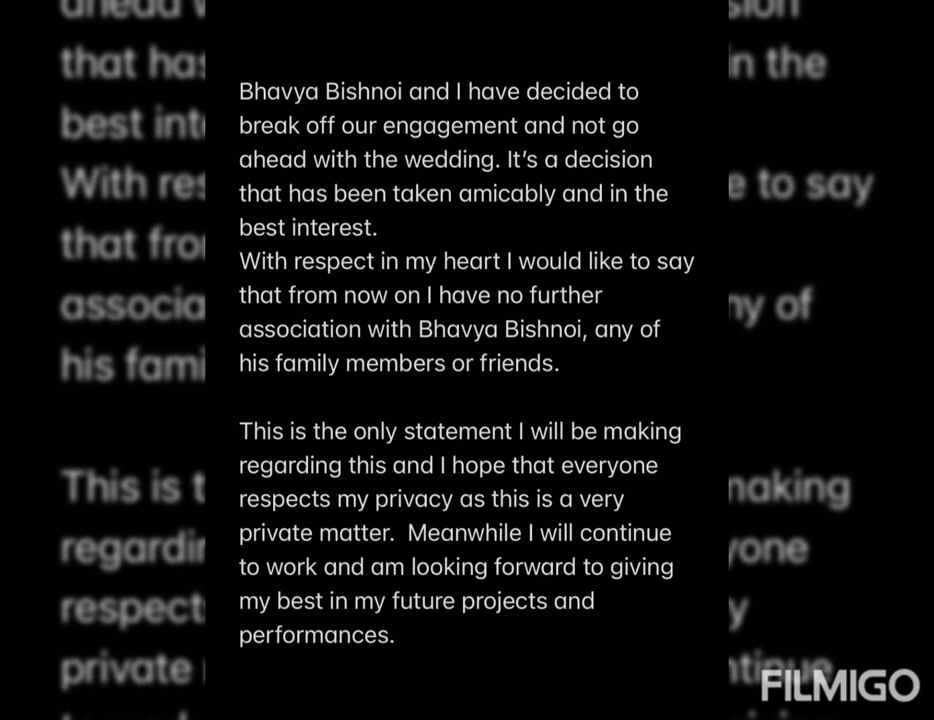 Bhavya Bishnoi and I have decided to
break off our engagement and not go
ahead with the wedding. It’s a decision
that has been taken amicably and in the
best interest.
With respect in my heart I would like to say
that from now on I have no further
association with Bhavya Bishnoi, any of
his family members or friends.
This is the only statement I will be making
regarding this and I hope that everyone
respects my privacy as this is a very
private matter.  Meanwhile I will continue
to work and am looking forward to giving
my best in my future projects and
performances.
FILMIGO